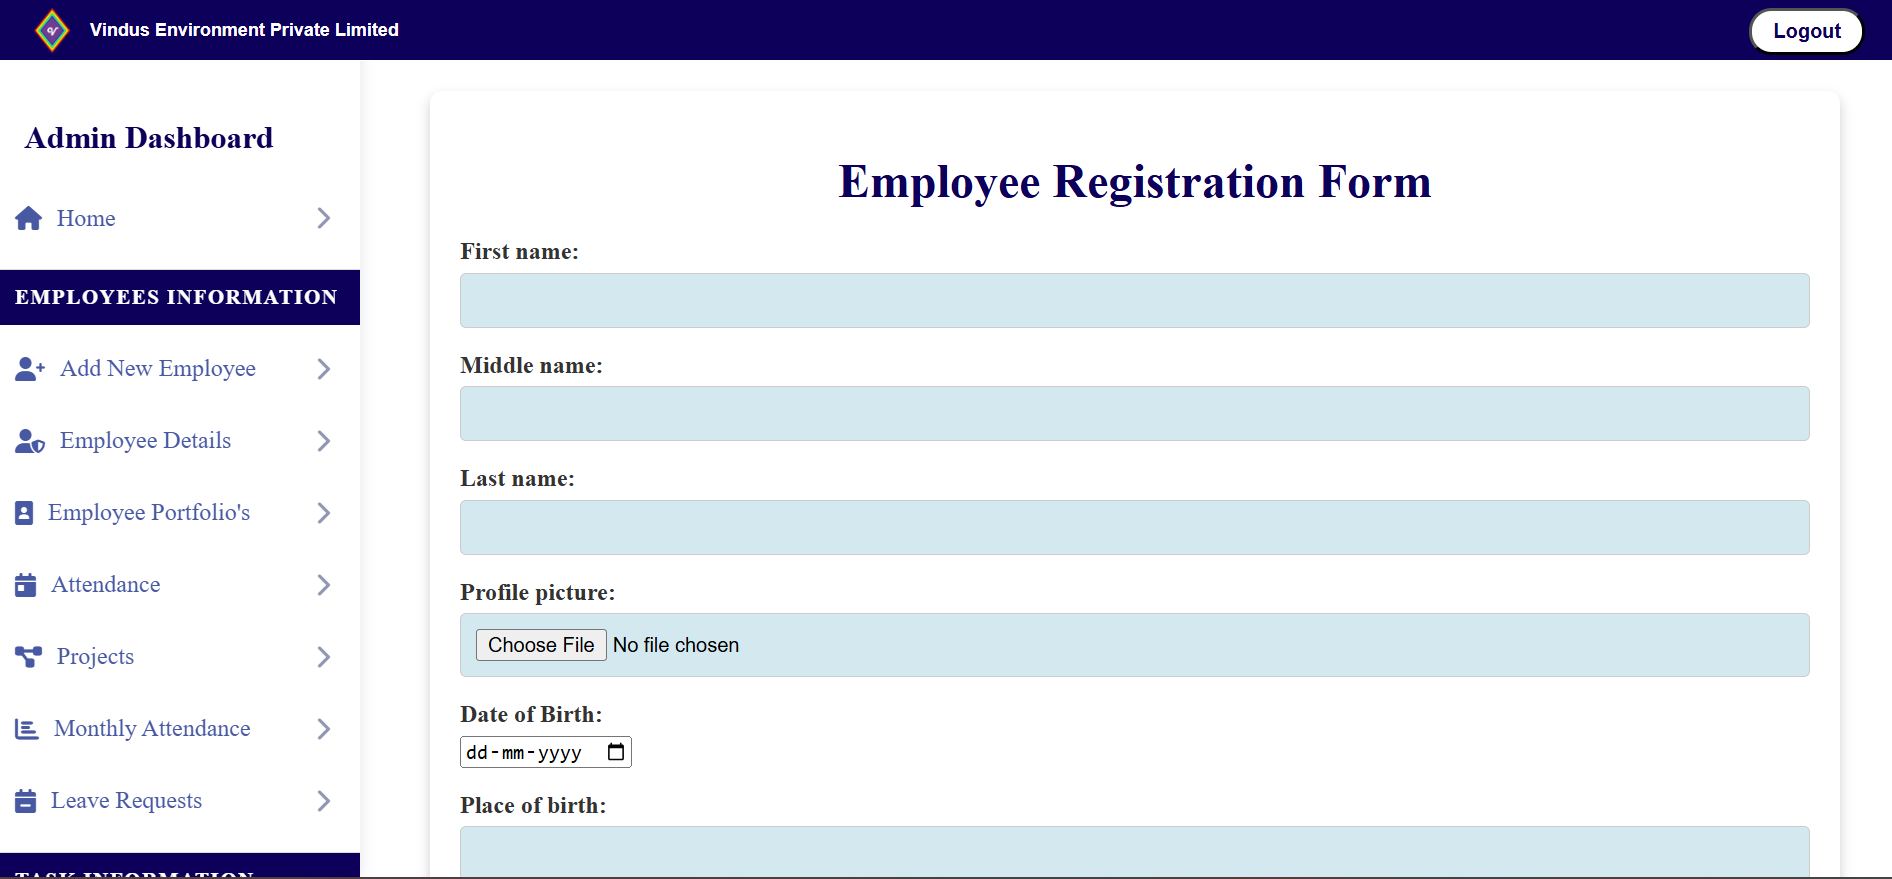 Vindus Environment Private Limited
Logout
Admin Dashboard
Home
EMPLOYEES INFORMATION
Add New Employee
Employee Details
Employee Portfolio's
Attendance
Projects
Monthly Attendance
Leave Requests
TASK INFORMATION
Employee Registration Form
First name:
Middle name:
Last name:
Profile picture:
Choose File No file chosen
Date of Birth:
dd-mm-yyyy
Place of birth: